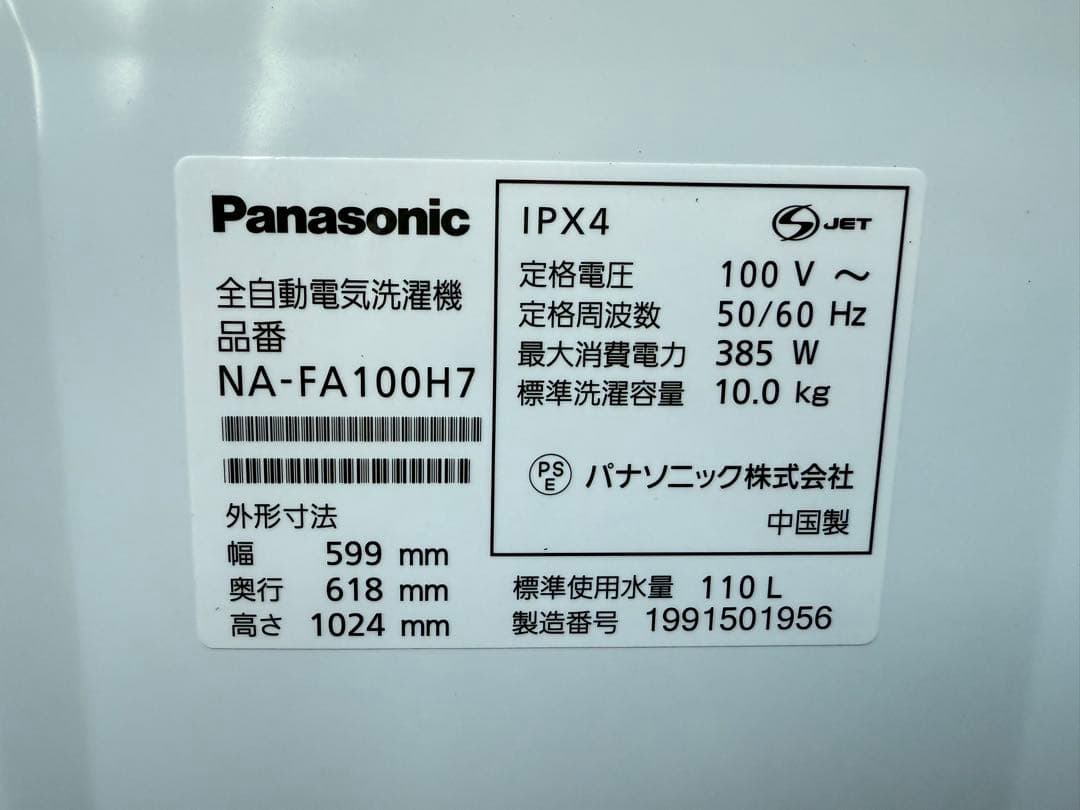 Panasonic
全自動電気洗濯機
品番
NA-FA100H7
外形寸法
幅 599 mm
奥行 618 mm
高さ 1024 mm
IPX4
S JET
定格電圧 100 V ～
定格周波数 50/60 Hz
最大消費電力 385 W
標準洗濯容量 10.0 kg
PSE パナソニック株式会社
中国製
標準使用水量 110 L
製造番号 1991501956